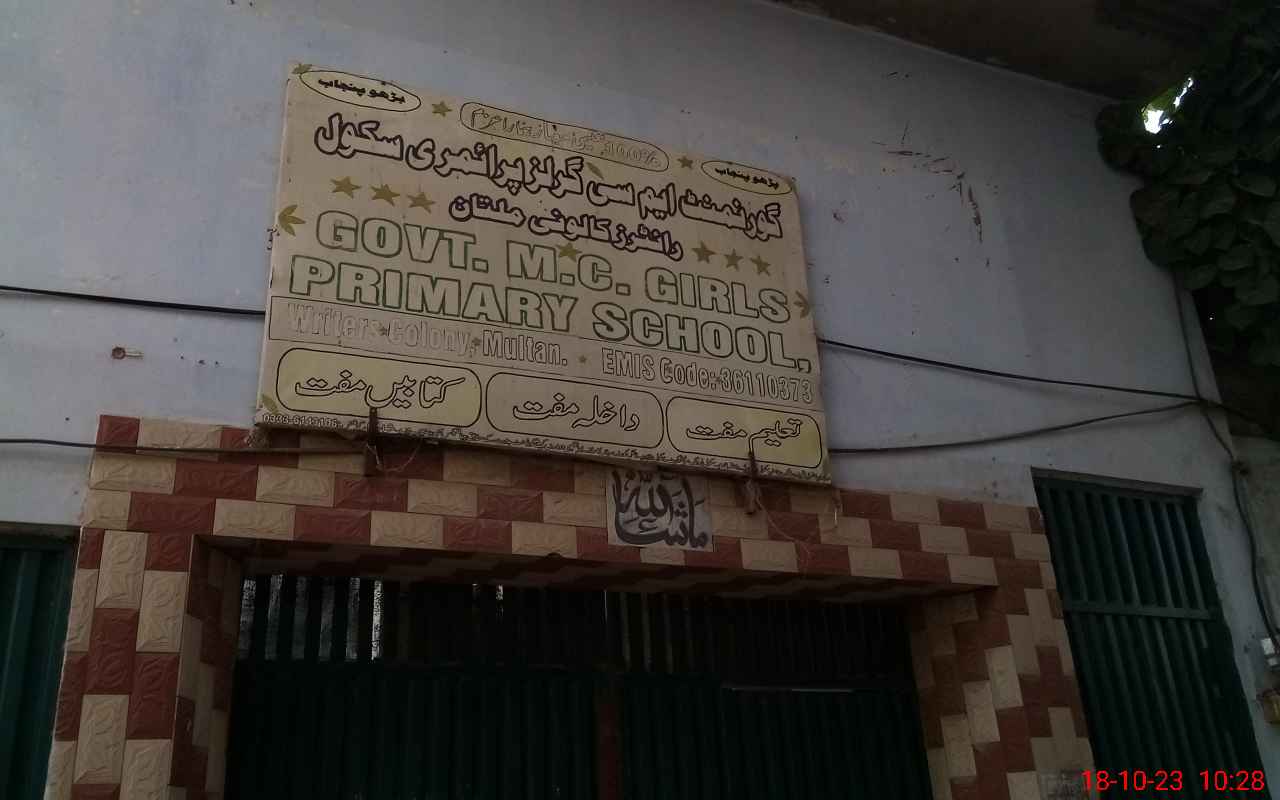 پڑھو پنجاب
100%
پڑھو پنجاب
گورنمنٹ ایم سی گرلز پرائمری سکول
رائٹرز کالونی ملتان
GOVT. M.C. GIRLS
PRIMARY SCHOOL,
Writers Colony, Multan. EMIS Code:-36110373
تعلیم مفت
داخلہ مفت
کتابیں مفت
ماشاءاللہ
18-10-23 10:28